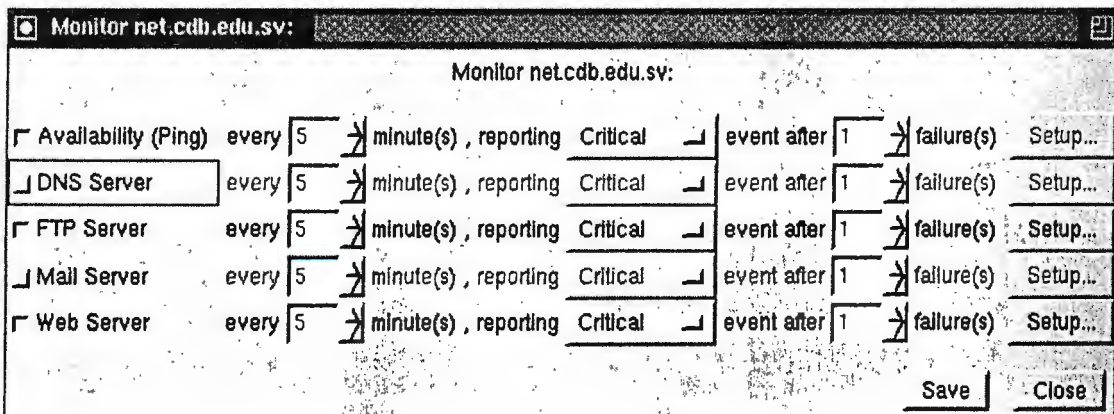 Monitor net.cdb.edu.sv:
Monitor net.cdb.edu.sv:
Availability (Ping) every 5 minute(s) , reporting Critical event after 1 failure(s) Setup...
DNS Server every 5 minute(s) , reporting Critical event after 1 failure(s) Setup...
FTP Server every 5 minute(s) , reporting Critical event after 1 failure(s) Setup...
Mail Server every 5 minute(s) , reporting Critical event after 1 failure(s) Setup...
Web Server every 5 minute(s) , reporting Critical event after 1 failure(s) Setup...
Save Close